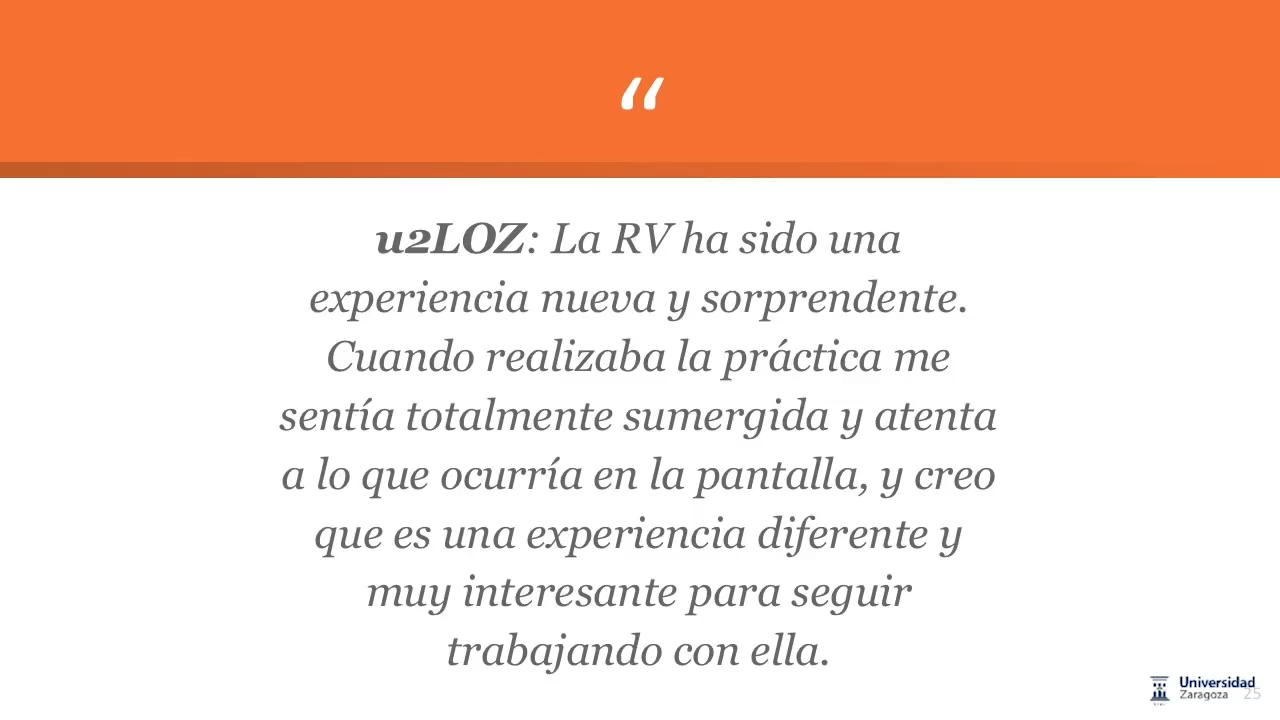 “
u2LOZ: La RV ha sido una
experiencia nueva y sorprendente.
Cuando realizaba la práctica me
sentía totalmente sumergida y atenta
a lo que ocurría en la pantalla, y creo
que es una experiencia diferente y
muy interesante para seguir
trabajando con ella.
Universidad
Zaragoza
25